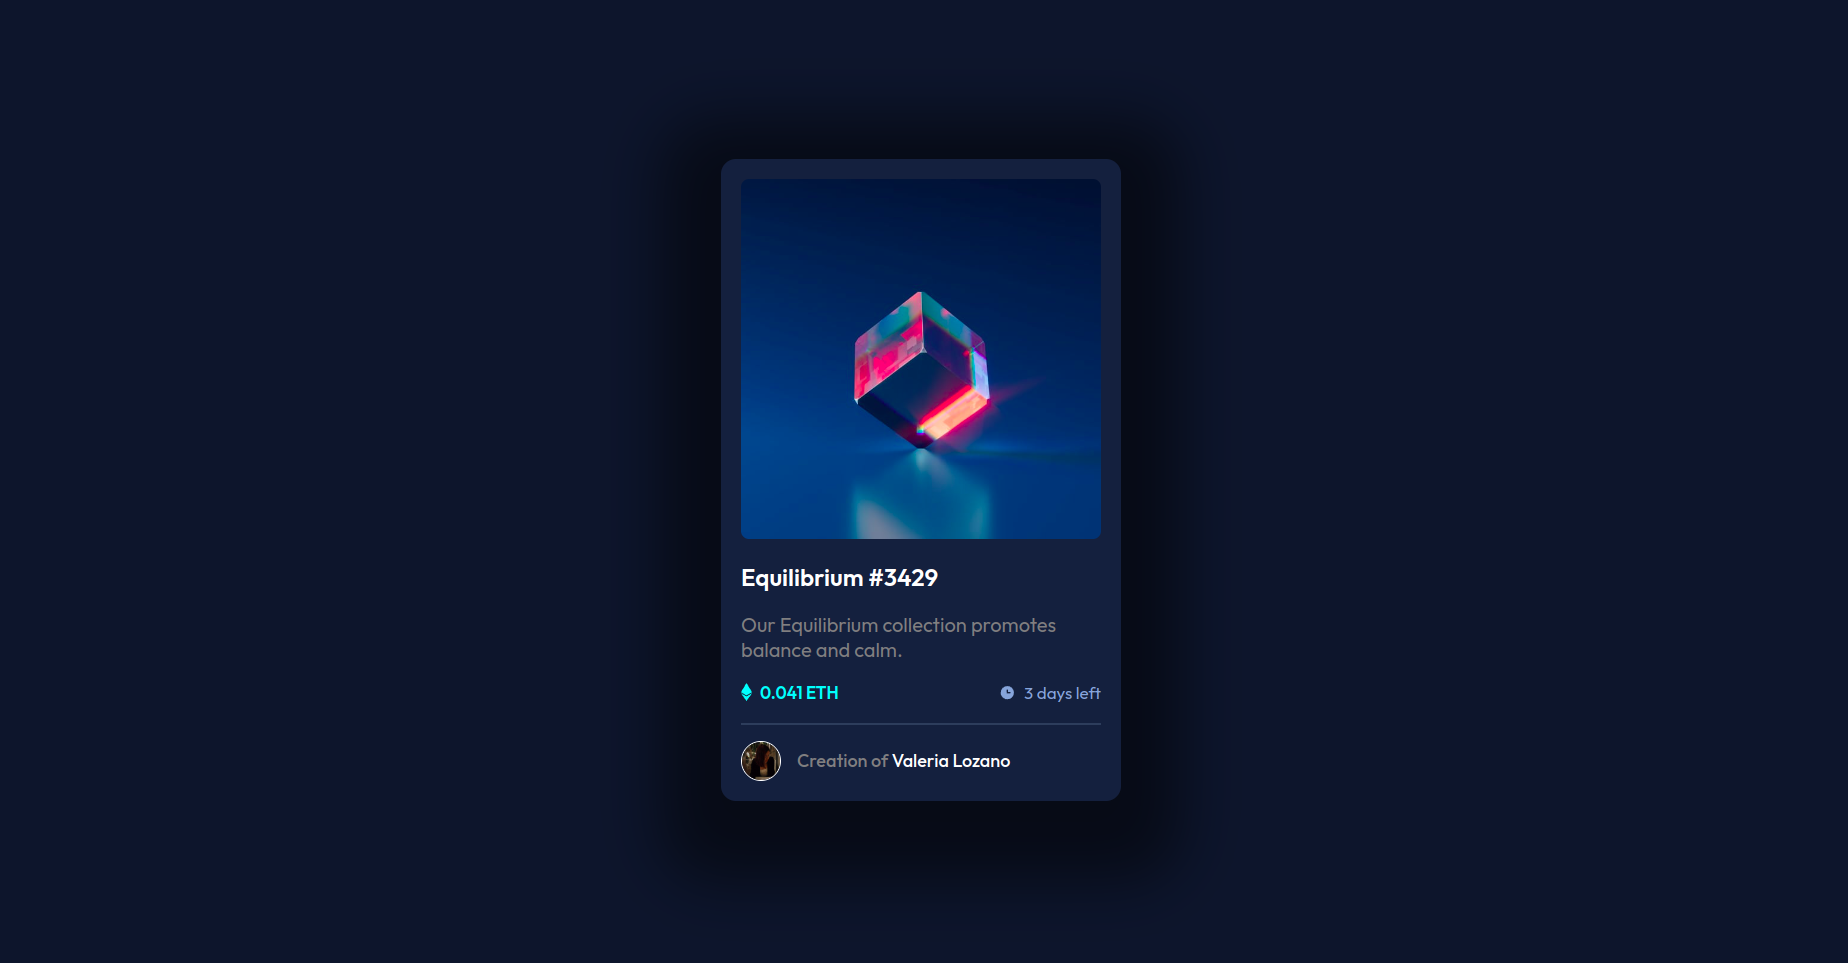 Equilibrium #3429
Our Equilibrium collection promotes
balance and calm.
0.041 ETH
3 days left
Creation of Valeria Lozano